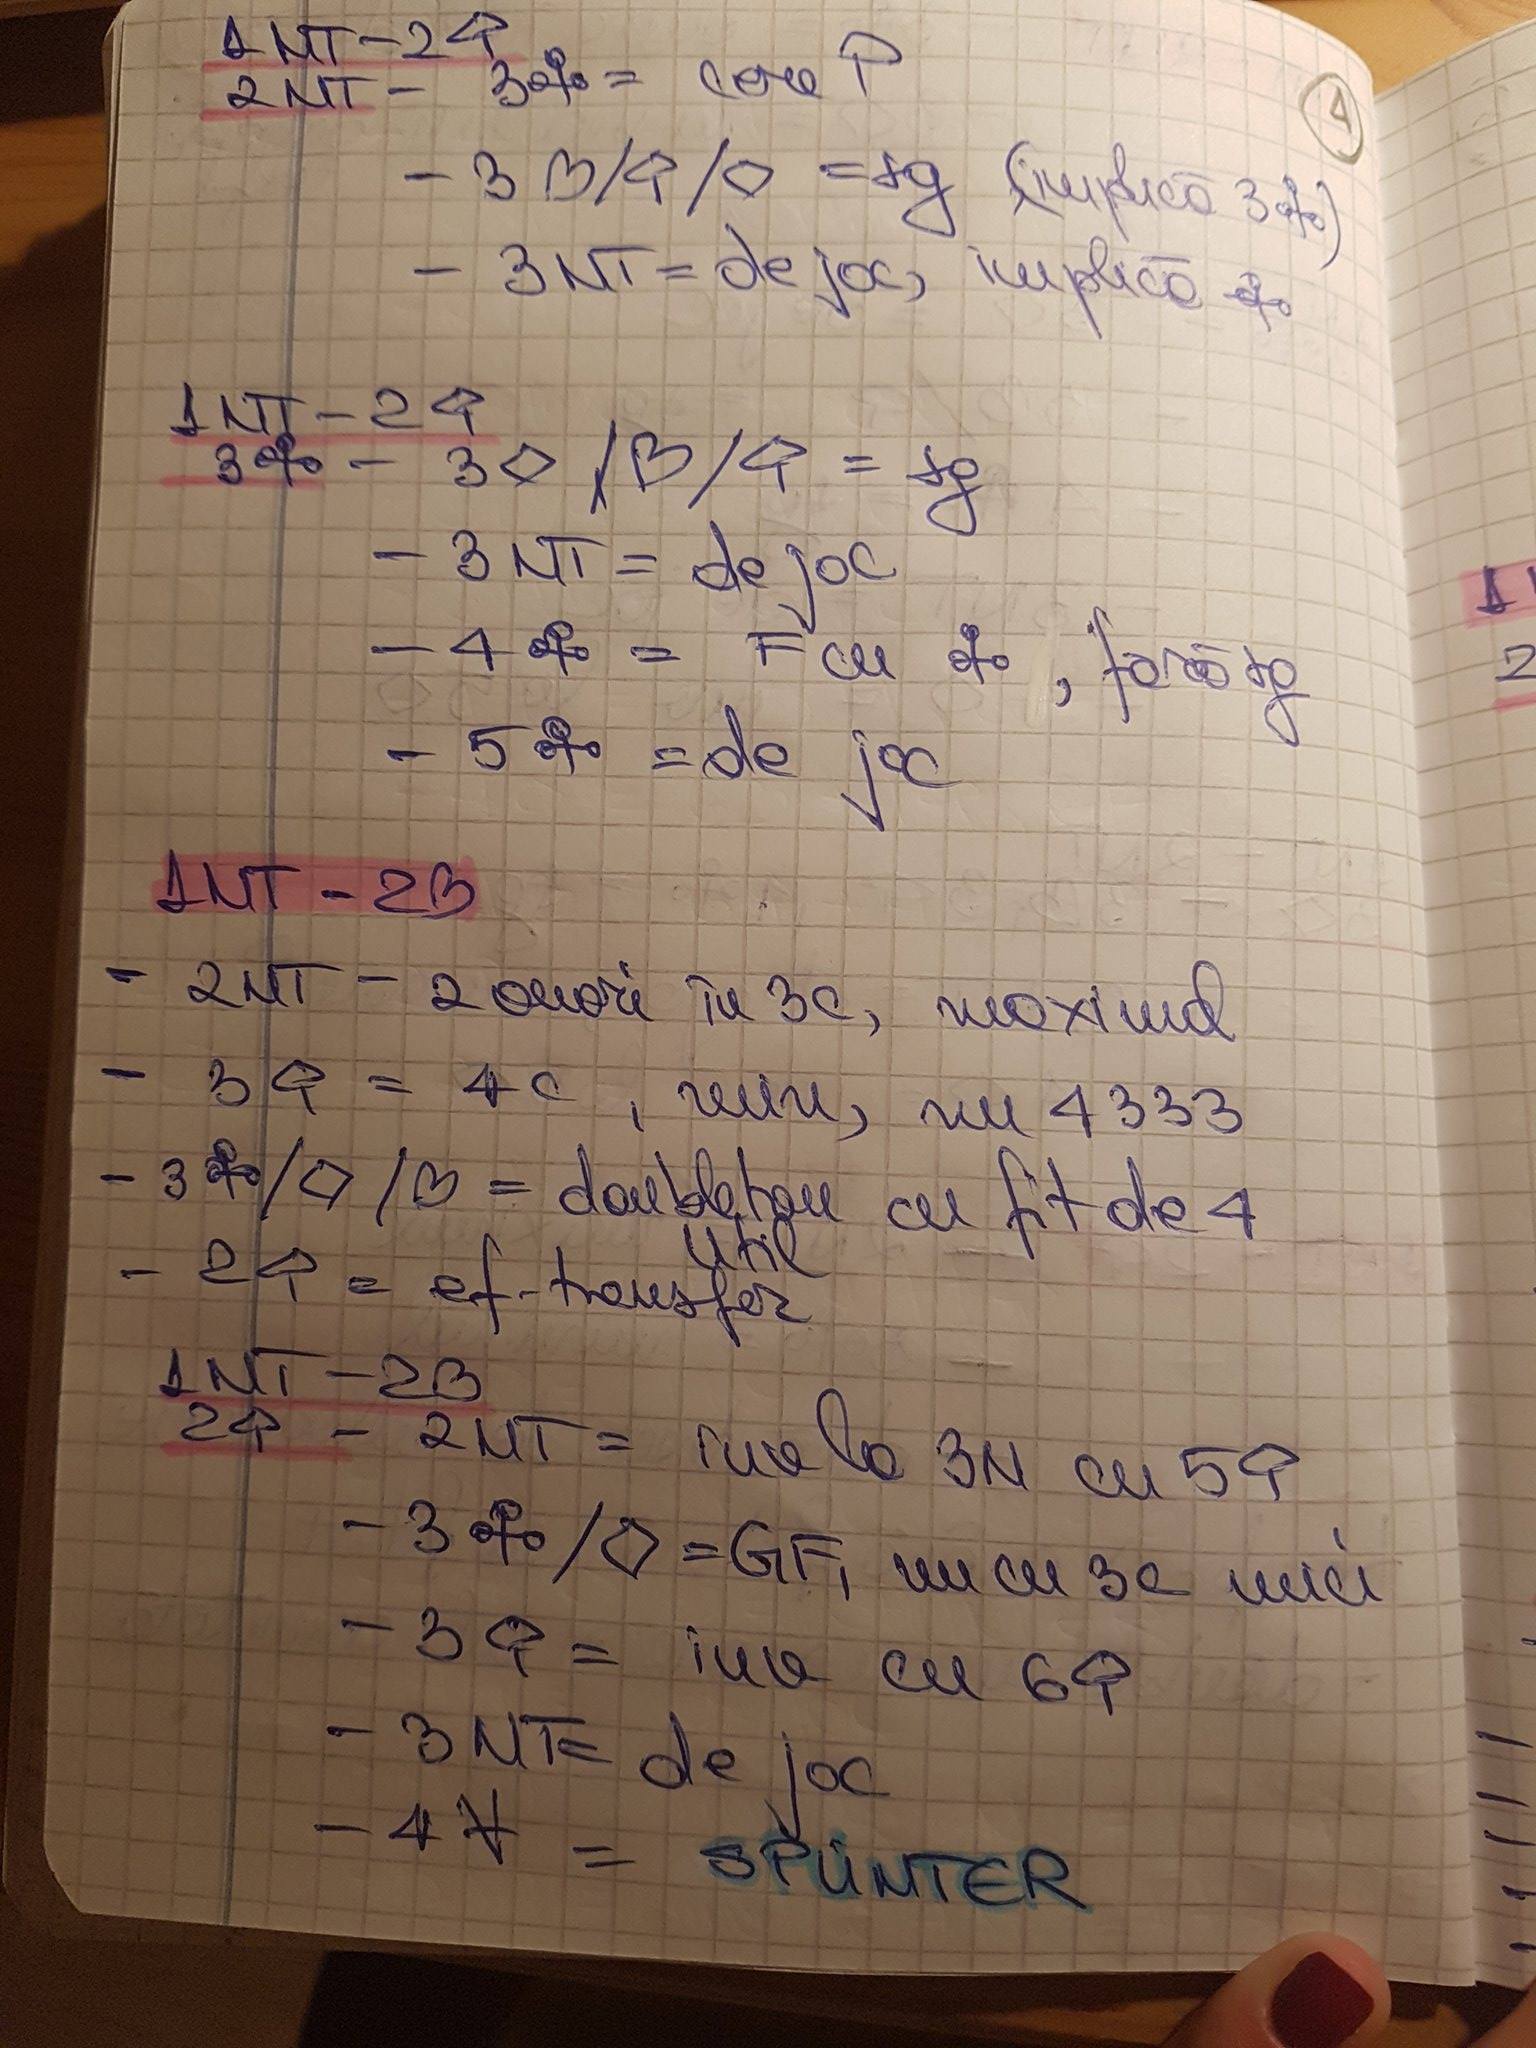 1NT - 2♠
2NT - 3♣ = cere P
4
- 3♥/♠/♦ = sg (implică 3♣)
- 3NT = de joc, implică ♣
1NT - 2♠
3♣ - 3♦/♥/♠ = sg
- 3NT = de joc
- 4♣ = F cu ♣, fără sg
- 5♣ = de joc
1NT - 2♥
- 2NT - 2 onori în 3c, maximă
- 3♠ = 4c, min, nu 4333
- 3♣/♦/♥ = doubleton cu fit de 4
util
- 2♠ = ef. transfer
1NT - 2♥
2♠ - 2NT = inv la 3N cu 5♠
- 3♣/♦ = GF, nu cu 3c mici
- 3♠ = inv cu 6♠
- 3NT = de joc
- 4 = SPLINTER
1
2